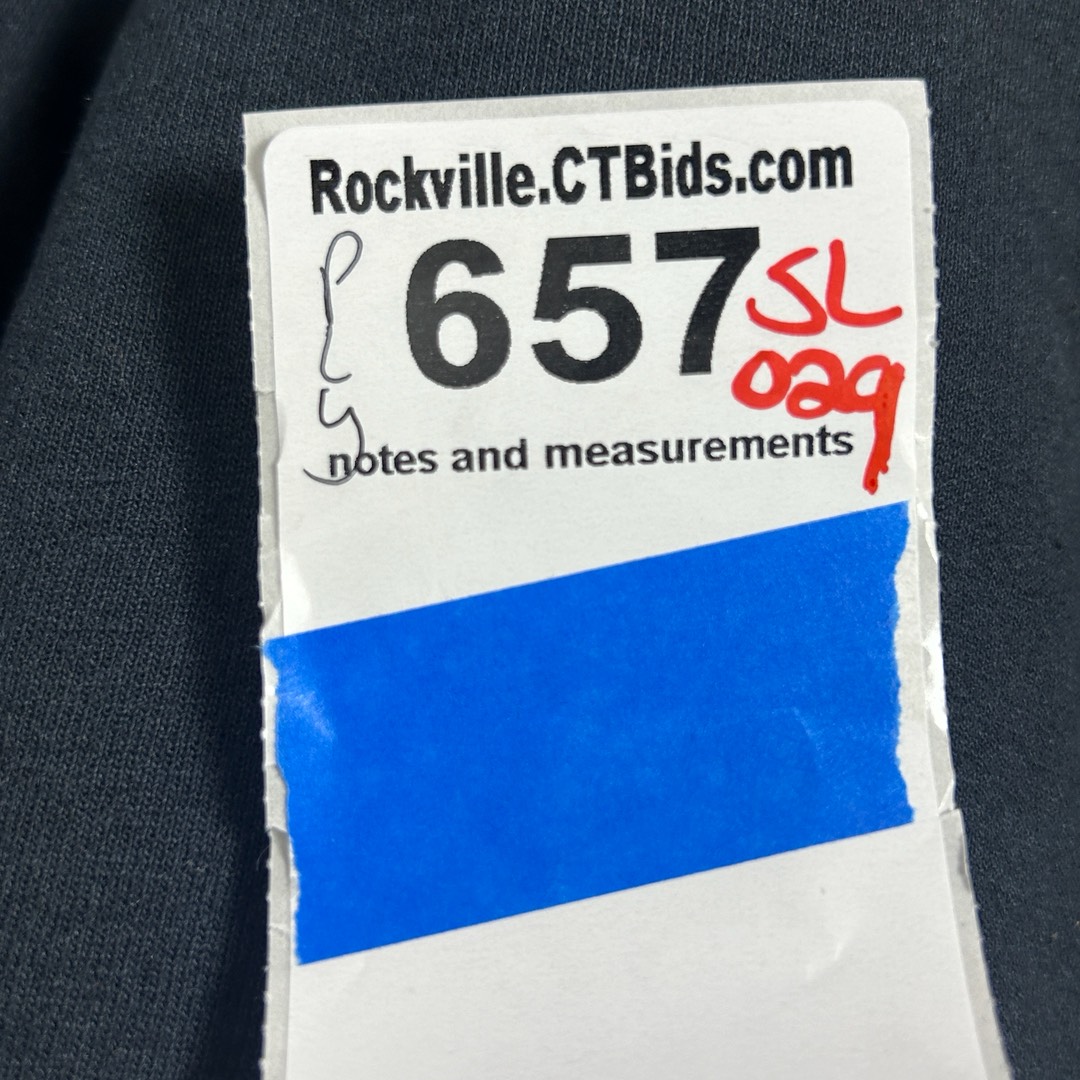 Rockville.CTBids.com
657
SL
029
notes and measurements